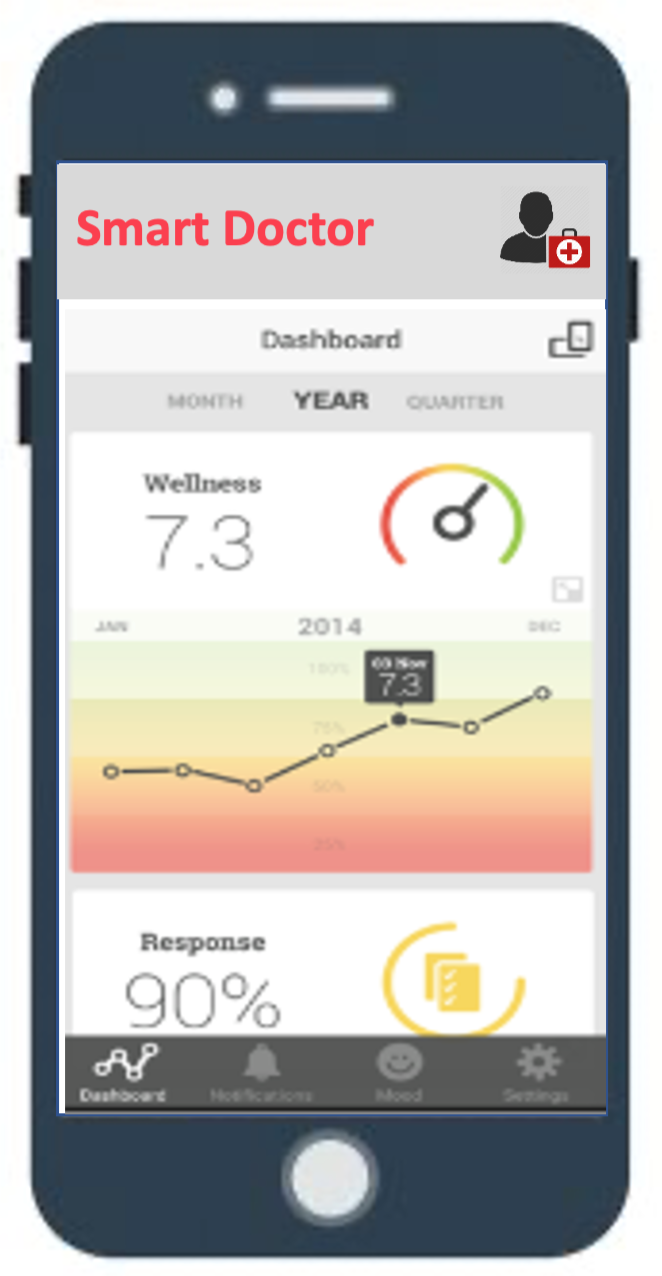 Smart Doctor
Dashboard
MONTH YEAR QUARTER
Wellness
7.3
JAN 2014 DEC
100%
03 Nov
7.3
75%
50%
25%
Response
90%
Dashboard Notifications Mood Settings